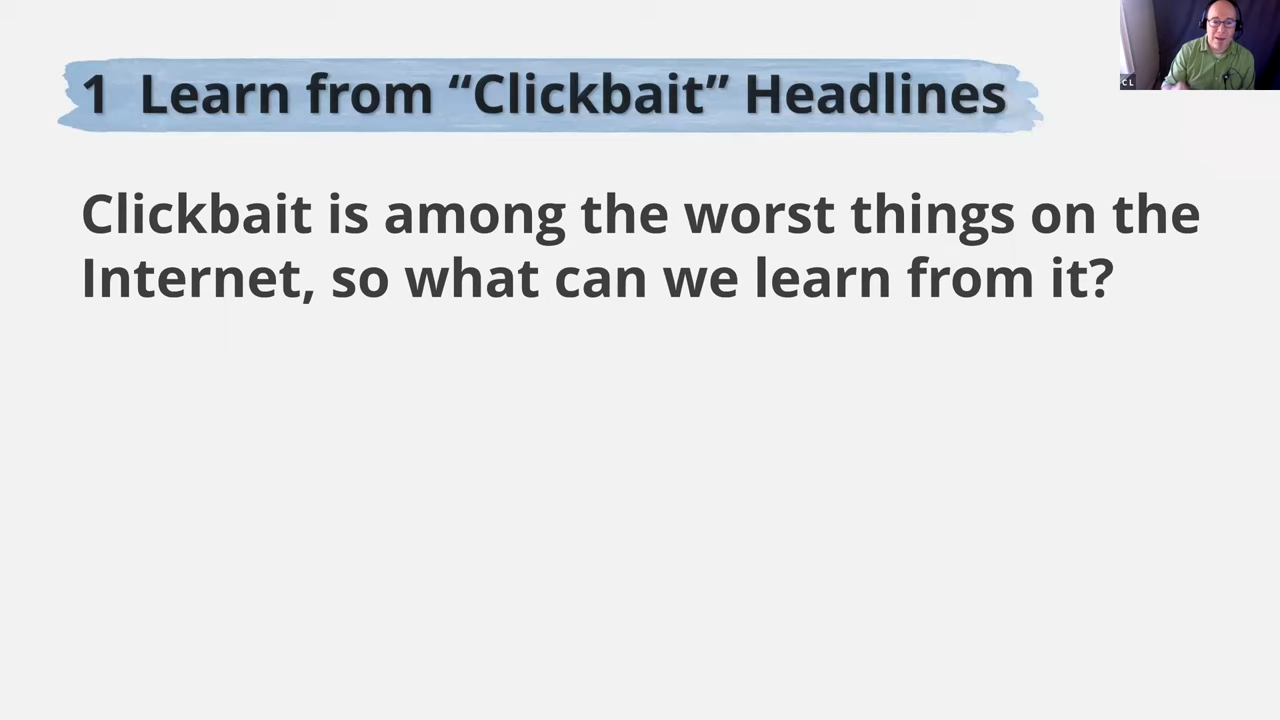 1 Learn from “Clickbait” Headlines
Clickbait is among the worst things on the
Internet, so what can we learn from it?
C L